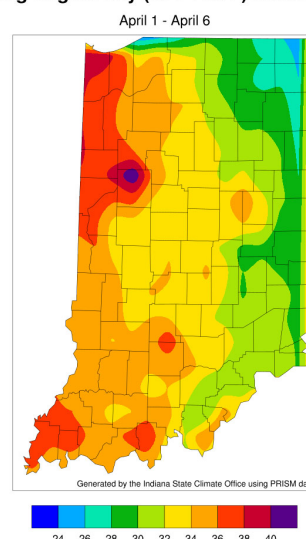 April 1 - April 6
Generated by the Indiana State Climate Office using PRISM
24 26 28 30 32 34 36 38 40